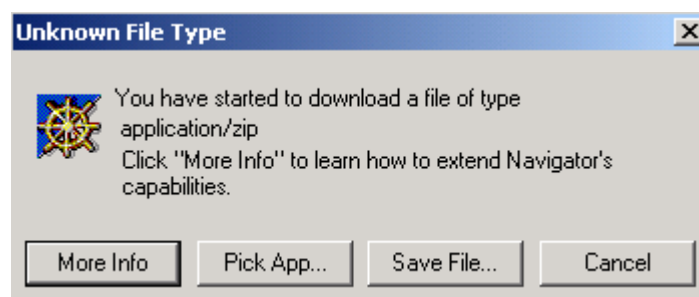 Unknown File Type
You have started to download a file of type
application/zip
Click "More Info" to learn how to extend Navigator's
capabilities.
More Info
Pick App...
Save File...
Cancel